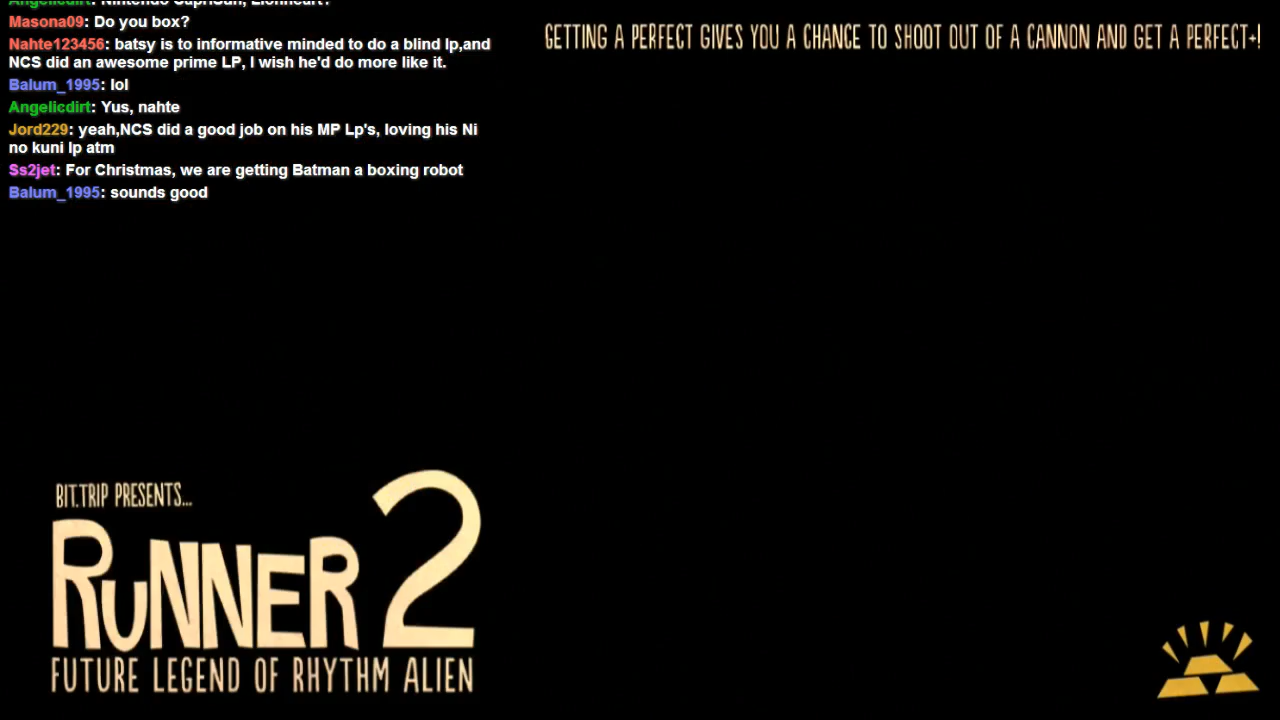 Angelicdirt: Nintendo CapriSun, Lionheart?
Masona09: Do you box?
Nahte123456: batsy is to informative minded to do a blind lp,and
NCS did an awesome prime LP, I wish he'd do more like it.
Balum_1995: lol
Angelicdirt: Yus, nahte
Jord229: yeah,NCS did a good job on his MP Lp's, loving his Ni
no kuni lp atm
Ss2jet: For Christmas, we are getting Batman a boxing robot
Balum_1995: sounds good
GETTING A PERFECT GIVES YOU A CHANCE TO SHOOT OUT OF A CANNON AND GET A PERFECT+!
BIT.TRIP PRESENTS...
RUNNER 2
FUTURE LEGEND OF RHYTHM ALIEN